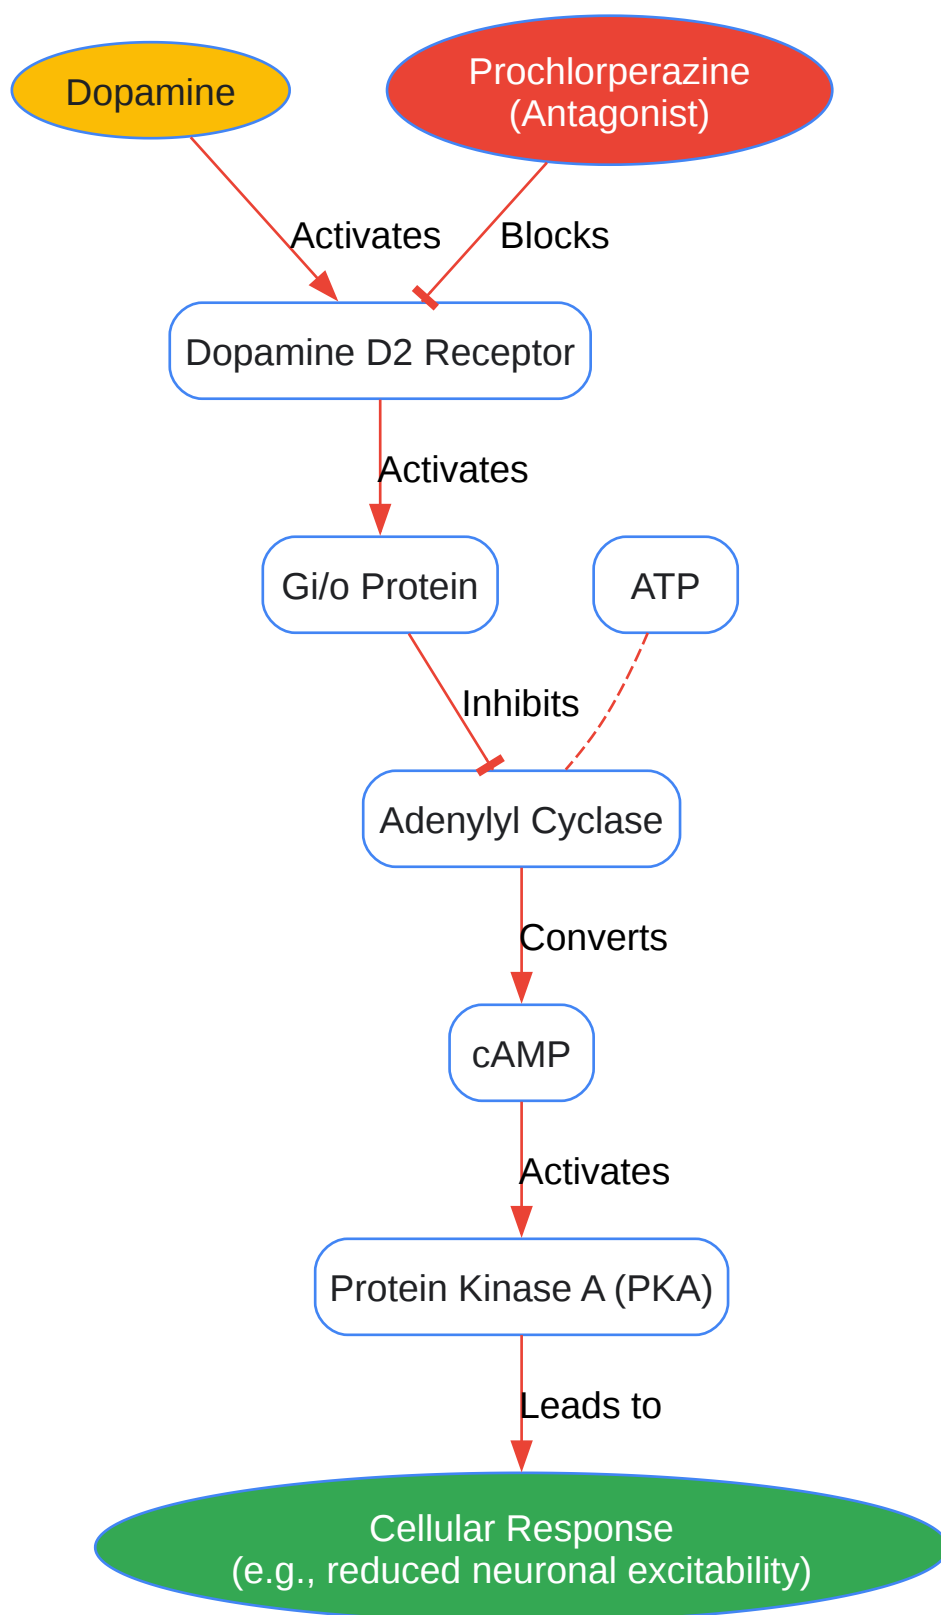 Dopamine
Prochlorperazine
(Antagonist)
Activates
Blocks
Dopamine D2 Receptor
Activates
Gi/o Protein
ATP
Inhibits
Adenylyl Cyclase
Converts
cAMP
Activates
Protein Kinase A (PKA)
Leads to
Cellular Response
(e.g., reduced neuronal excitability)